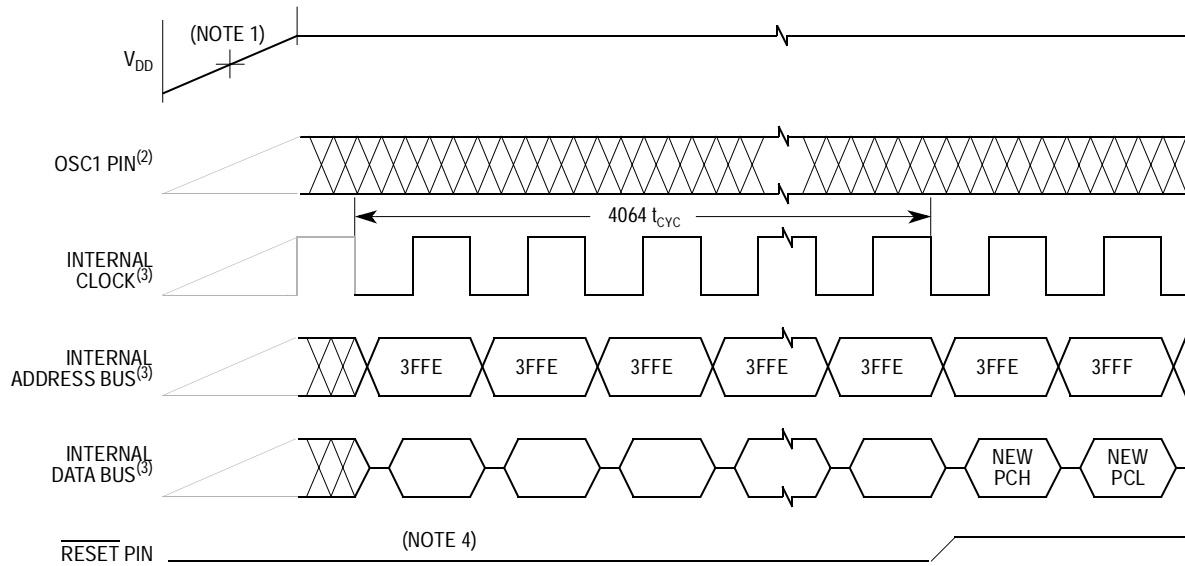 (NOTE 1)
VDD
OSC1 PIN(2)
4064 tCYC
INTERNAL
CLOCK(3)
INTERNAL
ADDRESS BUS(3)
3FFE 3FFE 3FFE 3FFE 3FFE 3FFE 3FFF
INTERNAL
DATA BUS(3)
NEW
PCH
NEW
PCL
(NOTE 4)
RESET PIN